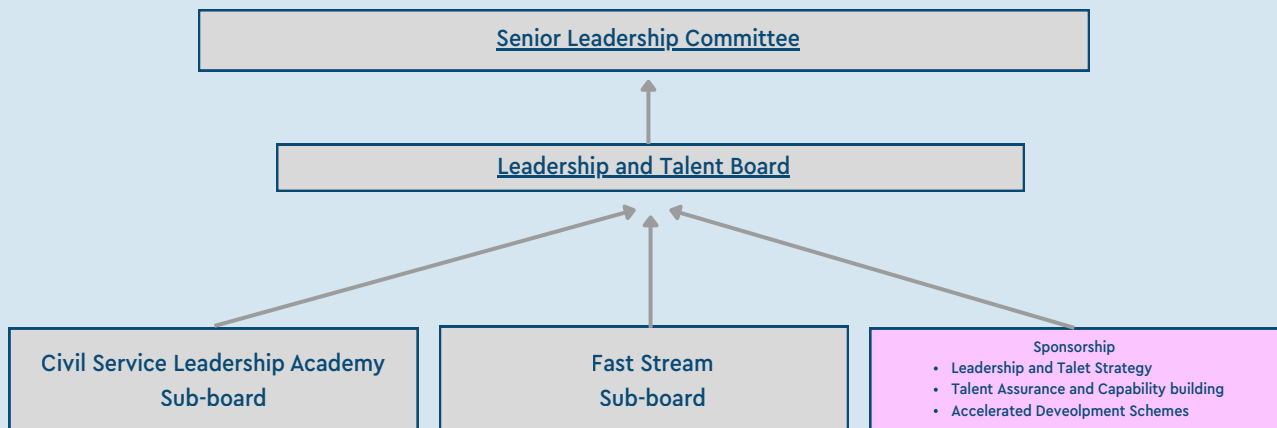 Senior Leadership Committee
Leadership and Talent Board
Civil Service Leadership Academy
Sub-board
Fast Stream
Sub-board
Sponsorship
• Leadership and Talet Strategy
• Talent Assurance and Capability building
• Accelerated Deveolpment Schemes